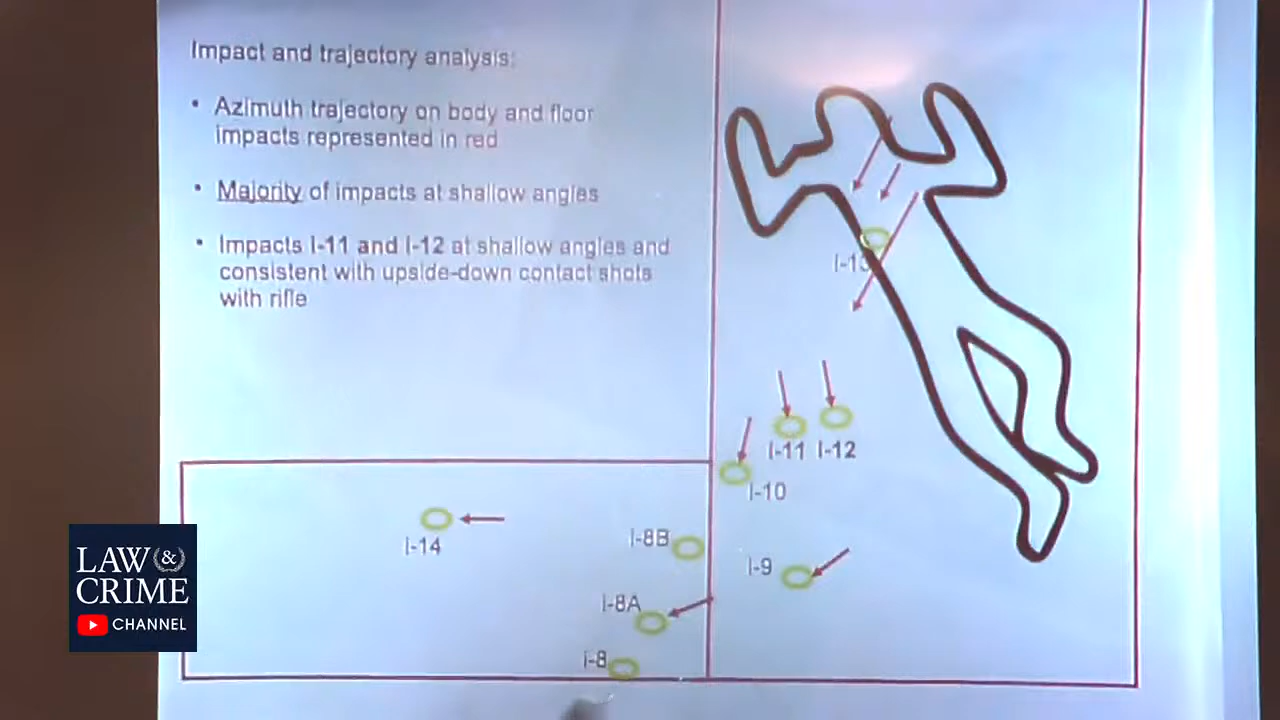 Impact and trajectory analysis:
• Azimuth trajectory on body and floor
impacts represented in red
• Majority of impacts at shallow angles
• Impacts I-11 and I-12 at shallow angles and
consistent with upside-down contact shots
with rifle
I-13
I-11 I-12
I-10
I-14
I-8B
I-9
I-8A
I-8
LAW &
CRIME
CHANNEL